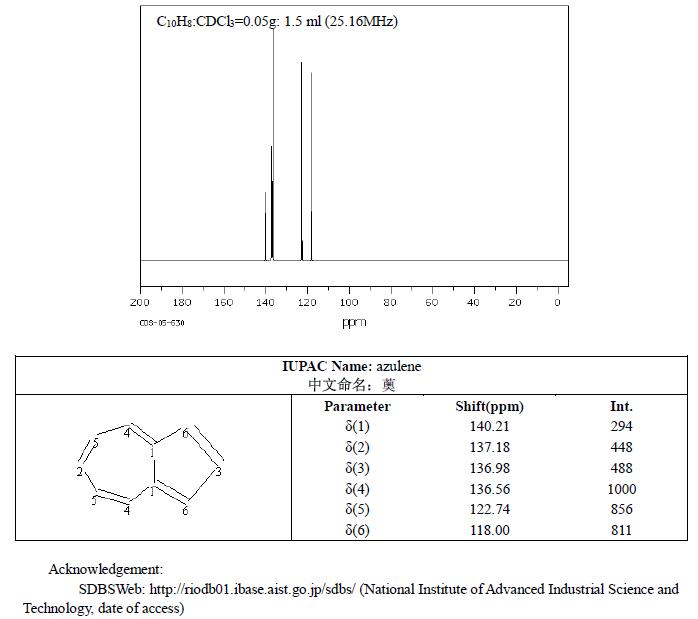 C₁₀H₈:CDCl₃=0.05g: 1.5 ml (25.16MHz)
200 180 160 140 120 100 80 60 40 20 0
CDS-05-630
ppm
IUPAC Name: azulene
中文命名：薁
Parameter Shift(ppm) Int.
δ(1) 140.21 294
δ(2) 137.18 448
δ(3) 136.98 488
δ(4) 136.56 1000
δ(5) 122.74 856
δ(6) 118.00 811
4 6
5
1
2 3
1
5 4 6
Acknowledgement:
SDBSWeb: http://riodb01.ibase.aist.go.jp/sdbs/ (National Institute of Advanced Industrial Science and
Technology, date of access)